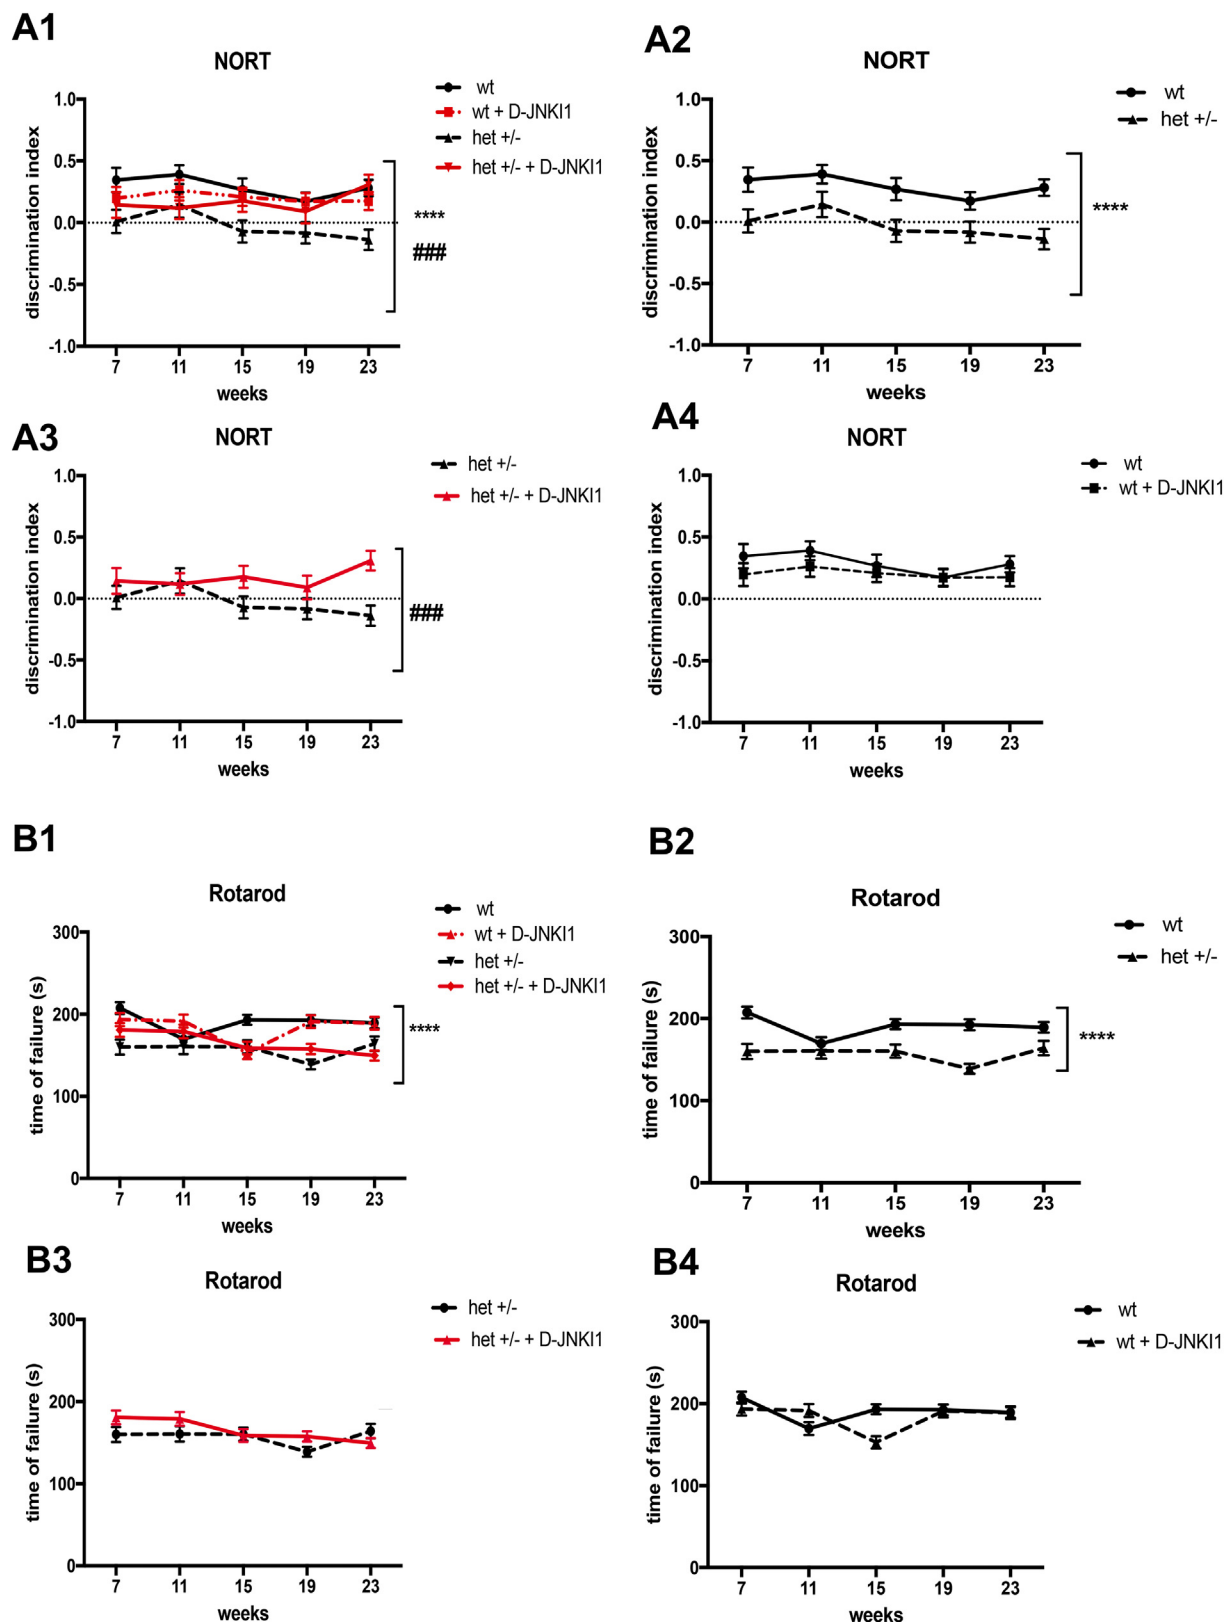 A1
NORT
wt
wt + D-JNKI1
het +/-
het +/- + D-JNKI1
1.0
0.5
0.0
-0.5
-1.0
discrimination index
****
###
7 11 15 19 23
weeks
A2
NORT
wt
het +/-
1.0
0.5
0.0
-0.5
-1.0
discrimination index
****
7 11 15 19 23
weeks
A3
NORT
het +/-
het +/- + D-JNKI1
1.0
0.5
0.0
-0.5
-1.0
discrimination index
###
7 11 15 19 23
weeks
A4
NORT
wt
wt + D-JNKI1
1.0
0.5
0.0
-0.5
-1.0
discrimination index
7 11 15 19 23
weeks
B1
Rotarod
wt
wt + D-JNKI1
het +/-
het +/- + D-JNKI1
300
200
100
0
time of failure (s)
****
7 11 15 19 23
weeks
B2
Rotarod
wt
het +/-
300
200
100
0
time of failure (s)
****
7 11 15 19 23
weeks
B3
Rotarod
het +/-
het +/- + D-JNKI1
300
200
100
0
time of failure (s)
7 11 15 19 23
weeks
B4
Rotarod
wt
wt + D-JNKI1
300
200
100
0
time of failure (s)
7 11 15 19 23
weeks